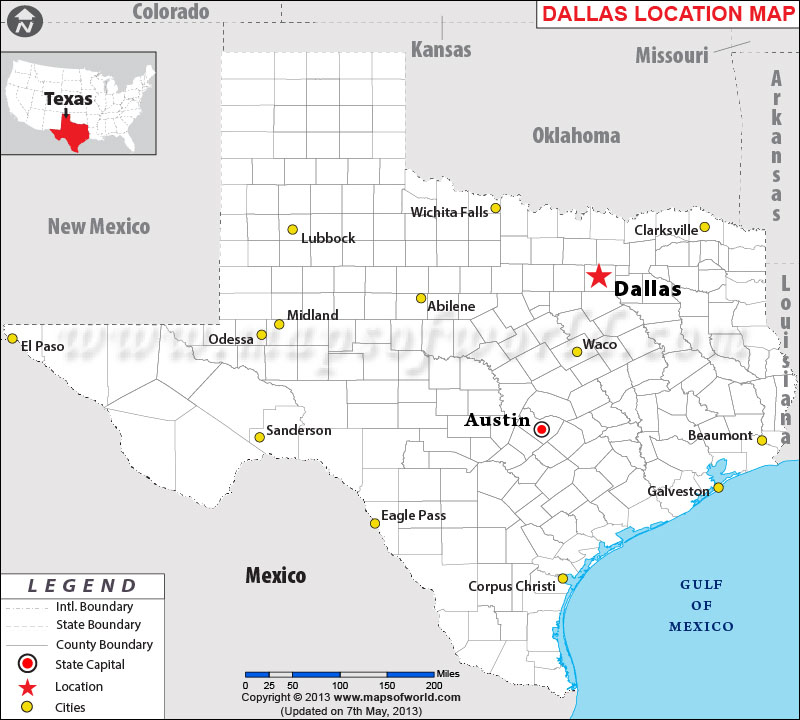 DALLAS LOCATION MAP
N
Colorado
Kansas
Missouri
Texas
Oklahoma
Arkansas
New Mexico
Wichita Falls
Clarksville
Lubbock
Dallas
Louisiana
Abilene
Midland
Odessa
Waco
El Paso
www.mapsofworld.com
Austin
Sanderson
Beaumont
Galveston
Eagle Pass
Mexico
Corpus Christi
GULF
OF
MEXICO
LEGEND
Intl. Boundary
State Boundary
County Boundary
State Capital
Location
Cities
Miles
0 25 50 100 150 200
Copyright © 2013 www.mapsofworld.com
(Updated on 7th May, 2013)